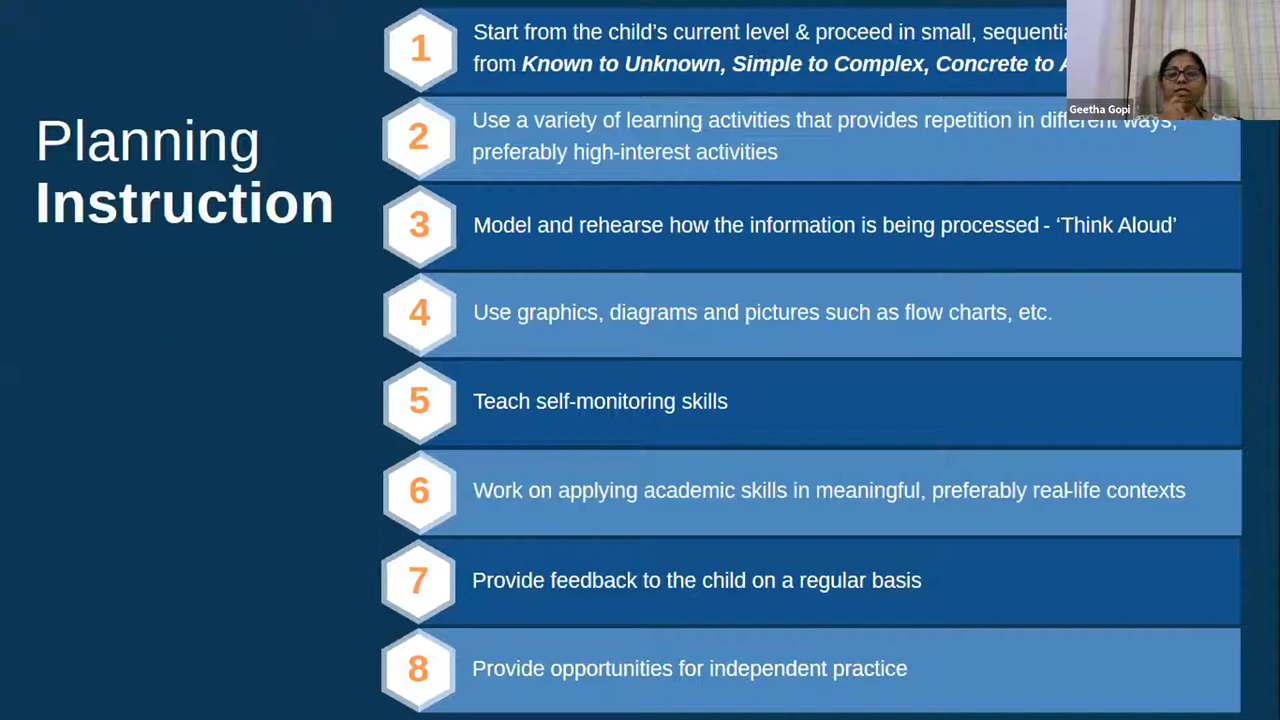 Planning
Instruction
1
Start from the child's current level & proceed in small,
from Known to Unknown, Simple to Complex, Concrete to
2
Use a variety of learning activities that provides repetition in different ways,
preferably high-interest activities
3
Model and rehearse how the information is being processed - ‘Think Aloud’
4
Use graphics, diagrams and pictures such as flow charts, etc.
5
Teach self-monitoring skills
6
Work on applying academic skills in meaningful, preferably real-life contexts
7
Provide feedback to the child on a regular basis
8
Provide opportunities for independent practice
Geetha Gopi